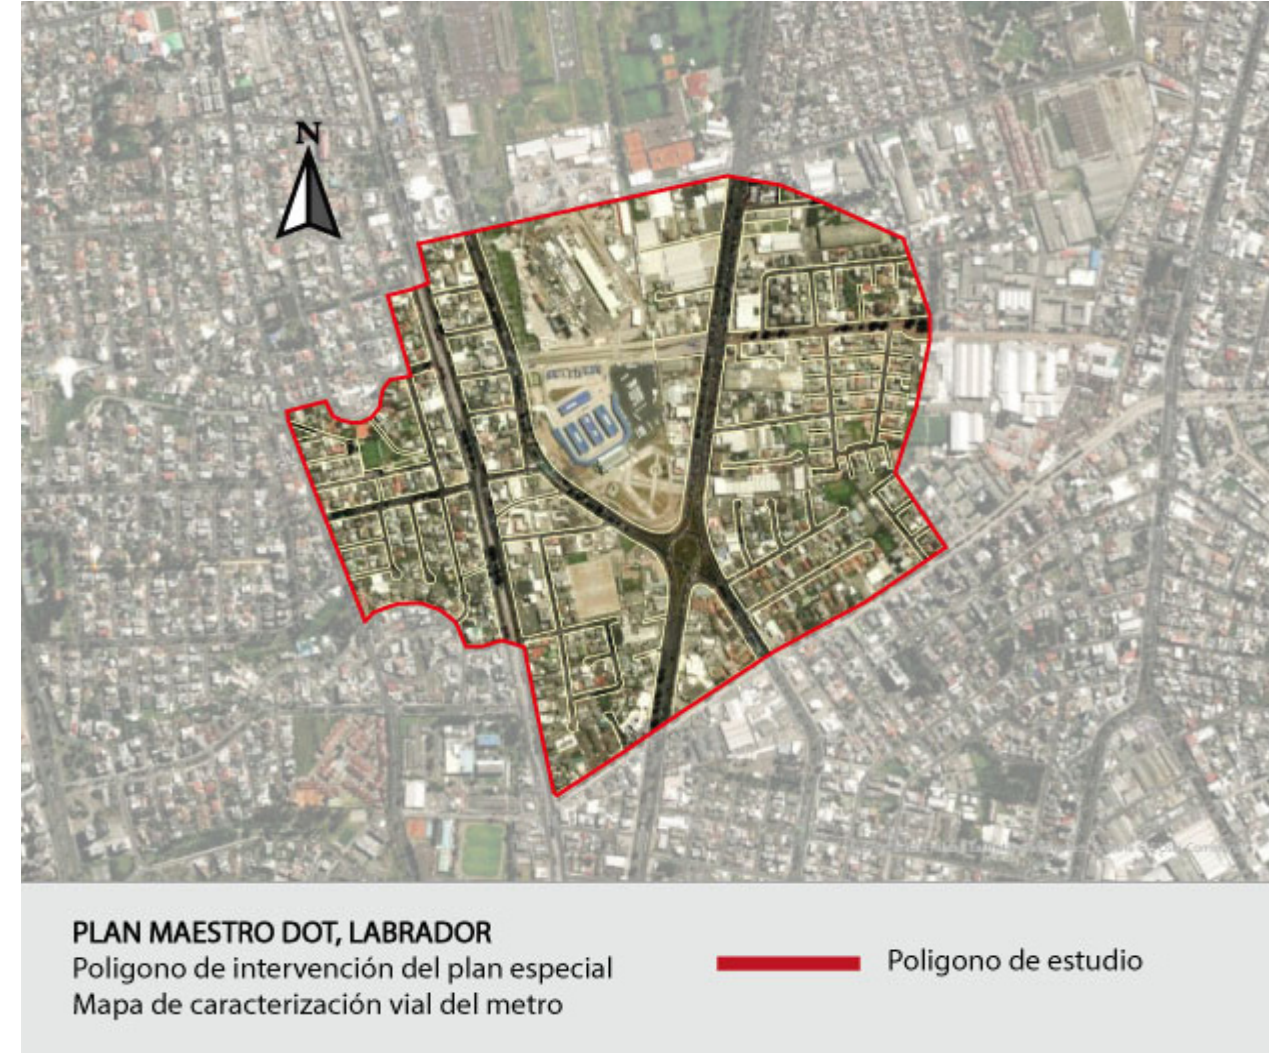 N
PLAN MAESTRO DOT, LABRADOR
Poligono de intervención del plan especial
Mapa de caracterización vial del metro
Poligono de estudio